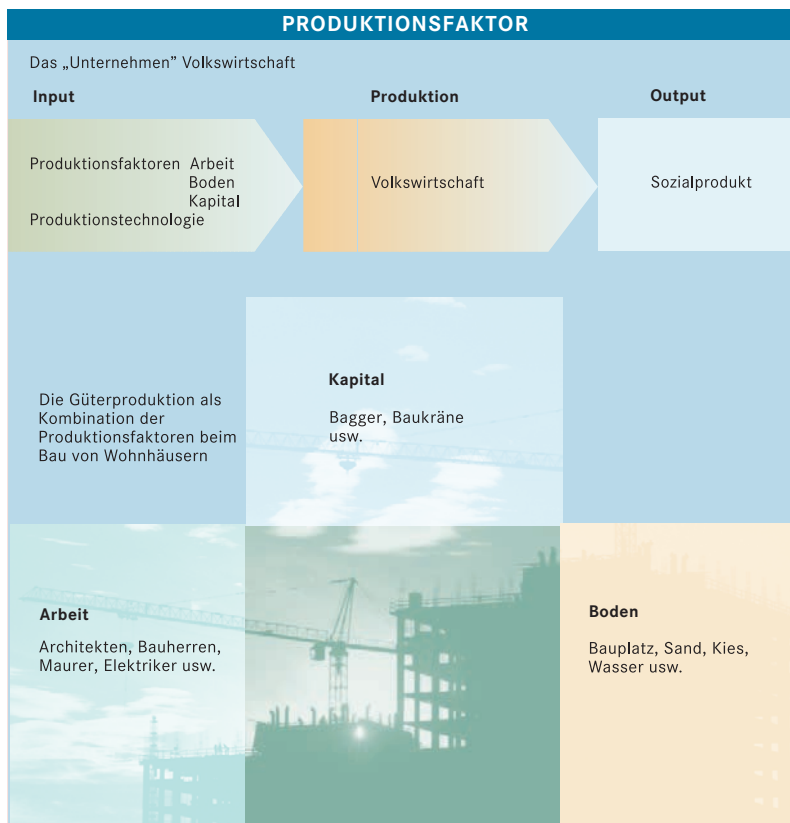 PRODUKTIONSFAKTOR
Das „Unternehmen” Volkswirtschaft
Input
Produktion
Output
Produktionsfaktoren Arbeit
Boden
Kapital
Produktionstechnologie
Volkswirtschaft
Sozialprodukt
Die Güterproduktion als
Kombination der
Produktionsfaktoren beim
Bau von Wohnhäusern
Kapital
Bagger, Baukräne
usw.
Arbeit
Architekten, Bauherren,
Maurer, Elektriker usw.
Boden
Bauplatz, Sand, Kies,
Wasser usw.